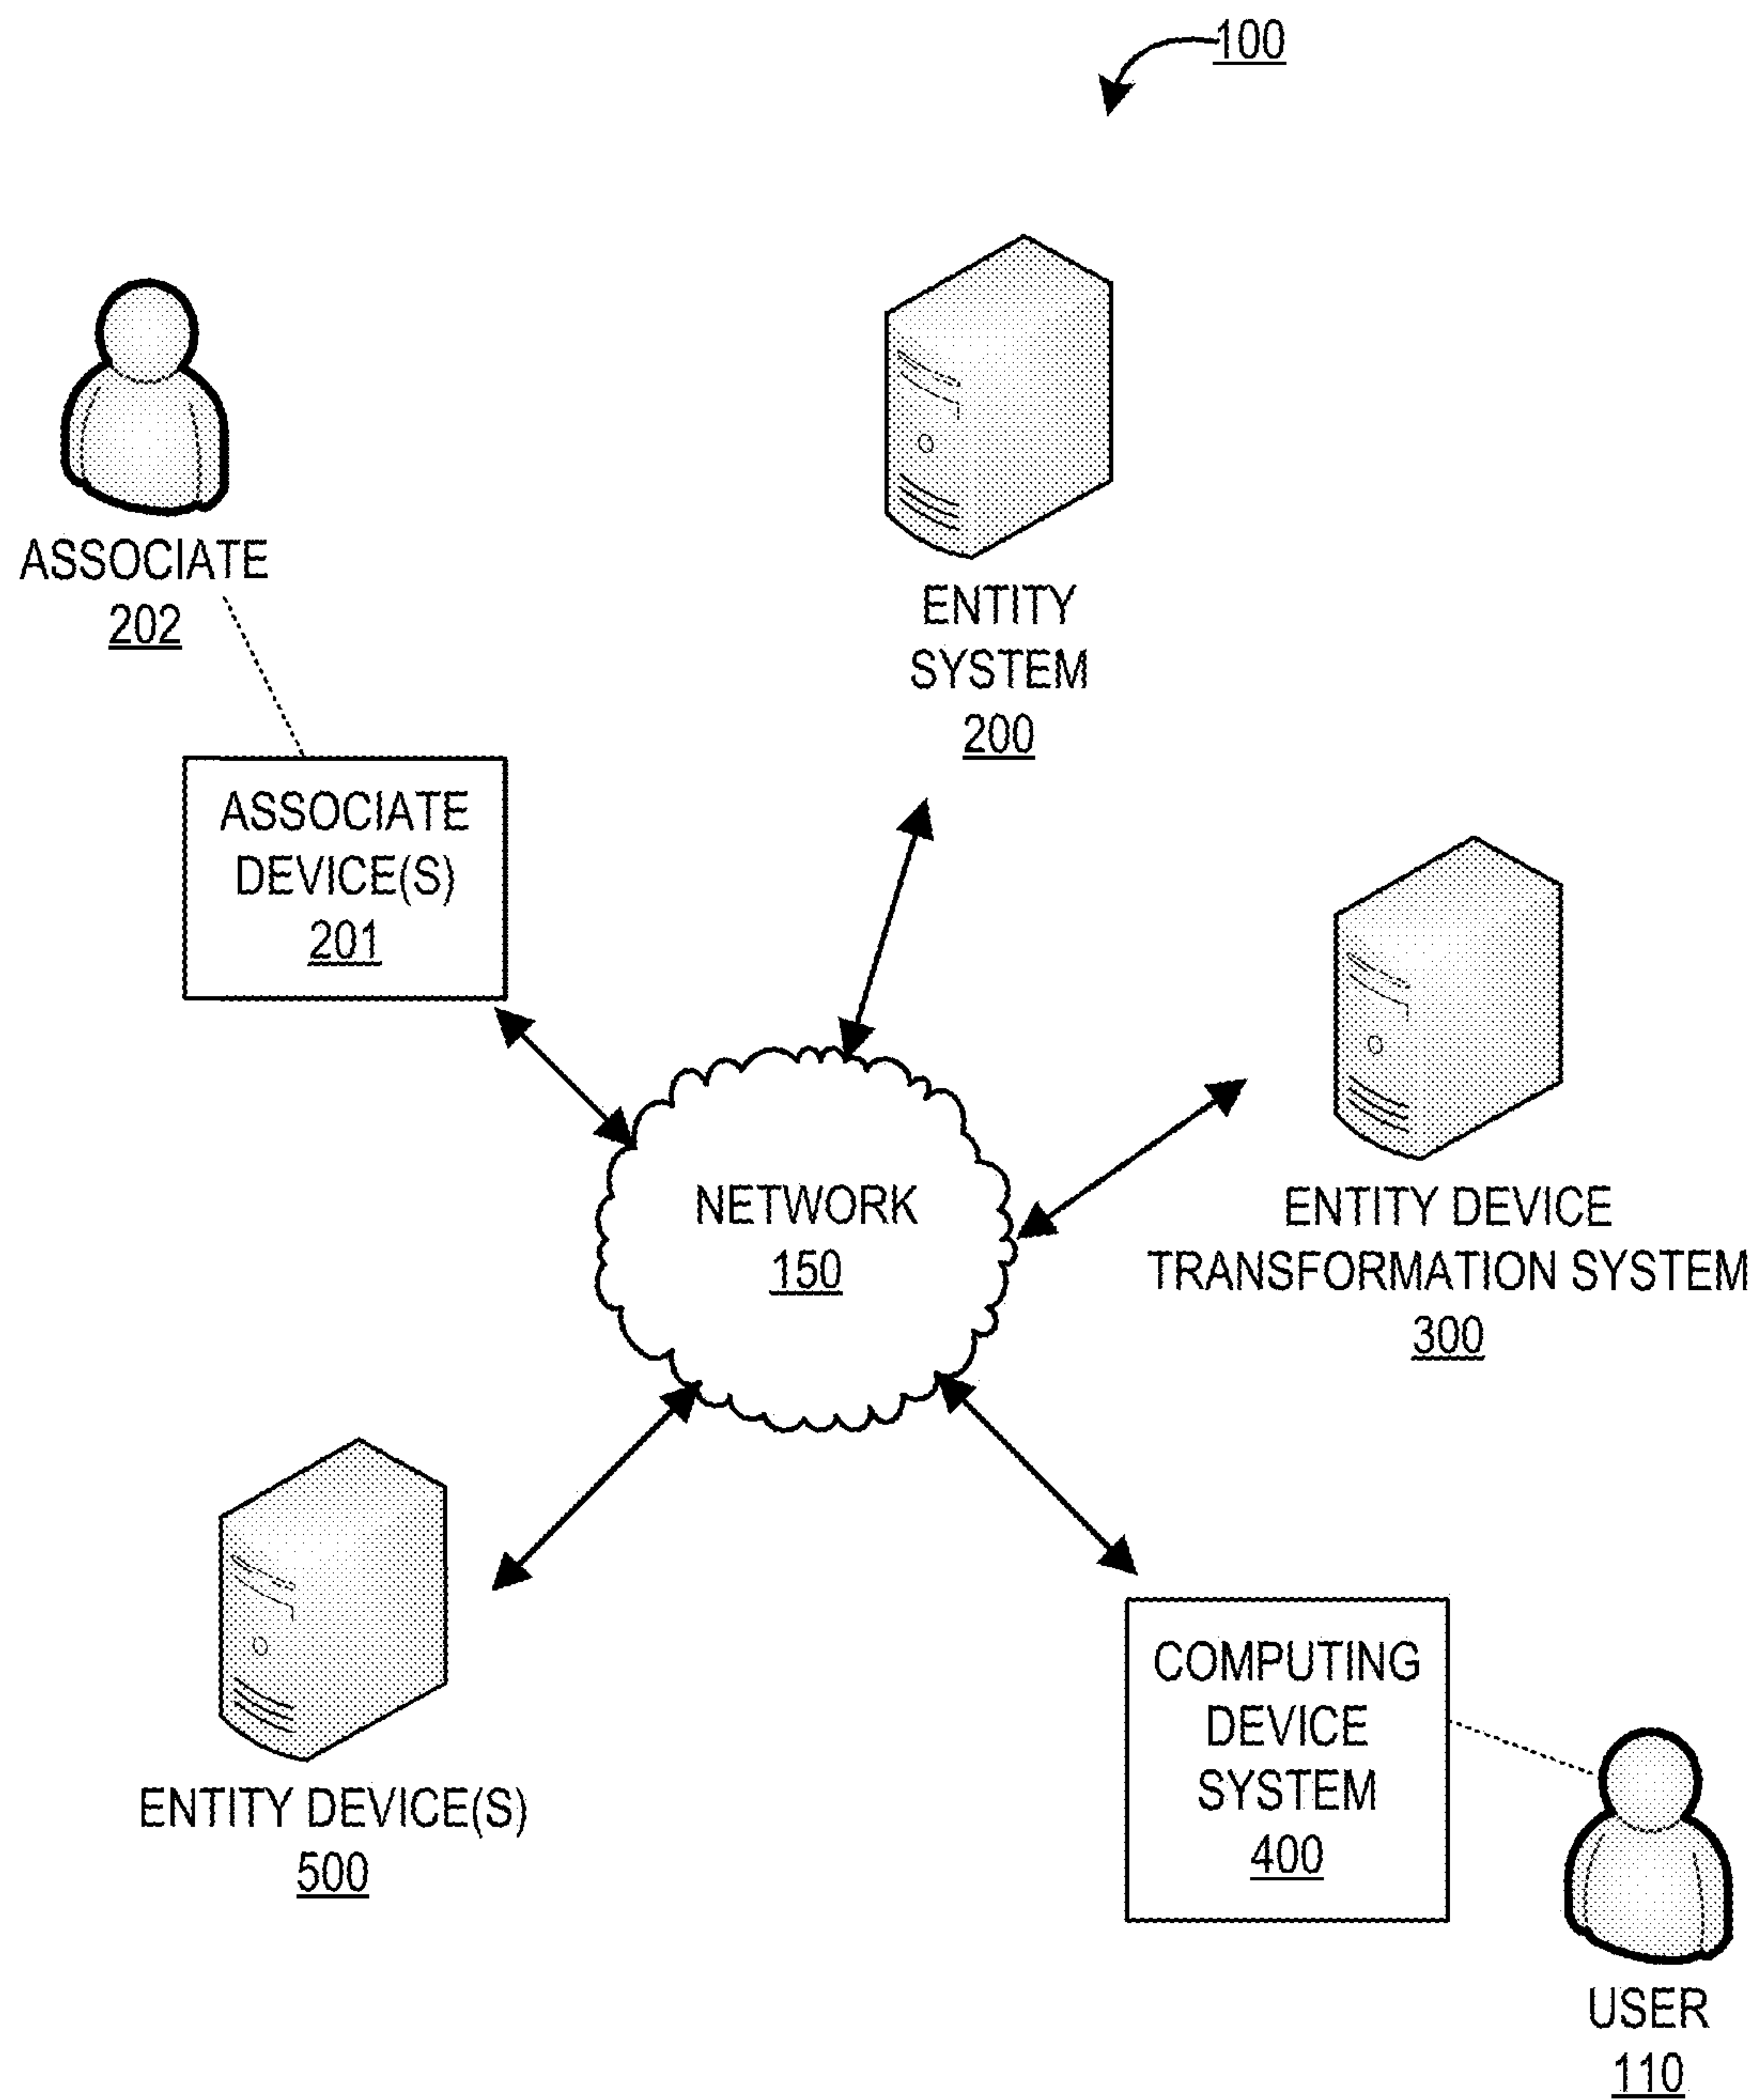 100
ASSOCIATE
202
ENTITY
SYSTEM
200
ASSOCIATE
DEVICE(S)
201
NETWORK
150
ENTITY DEVICE
TRANSFORMATION SYSTEM
300
ENTITY DEVICE(S)
500
COMPUTING
DEVICE
SYSTEM
400
USER
110